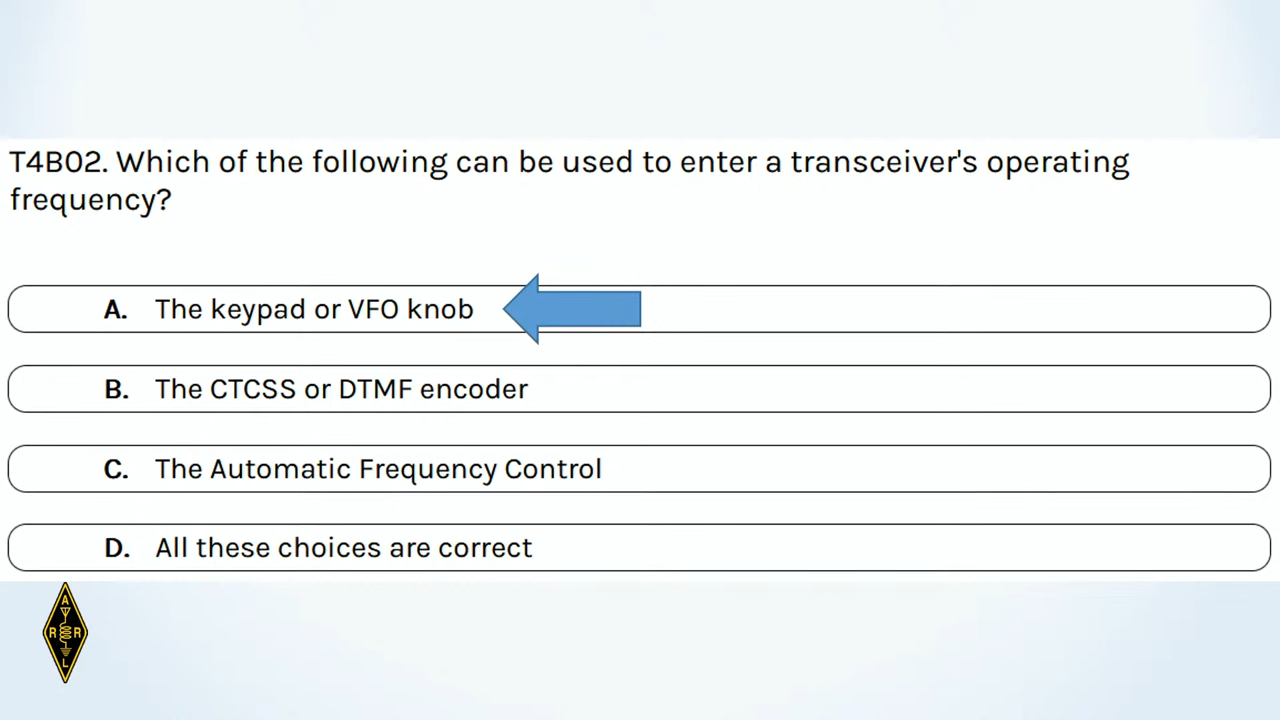 T4B02. Which of the following can be used to enter a transceiver's operating
frequency?
A. The keypad or VFO knob
B. The CTCSS or DTMF encoder
C. The Automatic Frequency Control
D. All these choices are correct
A
R R
L